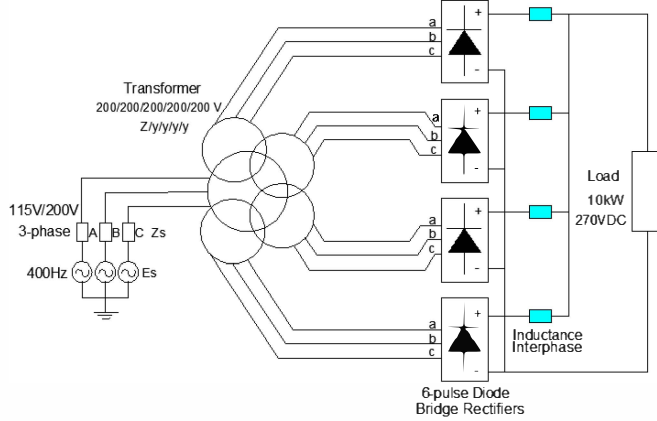 a
b
c
+
-
Transformer
200/200/200/200/200 V
Z/y/y/y/y
a
b
c
+
-
115V/200V
3-phase
A
B
C
Zs
400Hz
Es
Load
10kW
270VDC
a
b
c
+
-
a
b
c
+
-
Inductance
Interphase
6-pulse Diode
Bridge Rectifiers